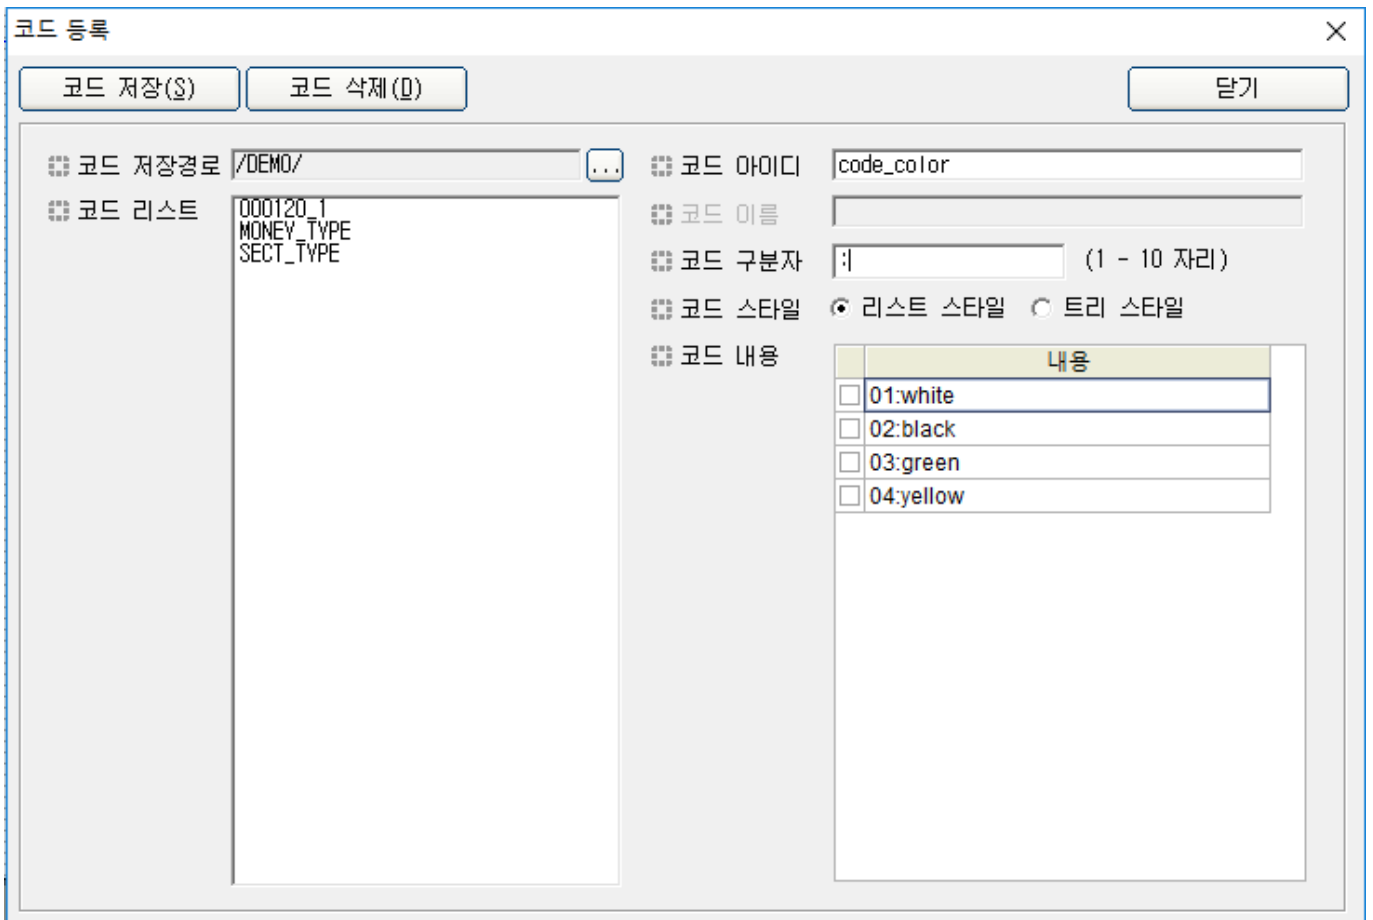 코드 등록
코드 저장(S) 코드 삭제(D) 닫기
코드 저장경로 /DEMO/ ... 코드 아이디 code_color
코드 리스트 000120_1 코드 이름
MONEY_TYPE
SECT_TYPE
코드 구분자 : (1 - 10 자리)
코드 스타일 리스트 스타일 트리 스타일
코드 내용 내용
01:white
02:black
03:green
04:yellow